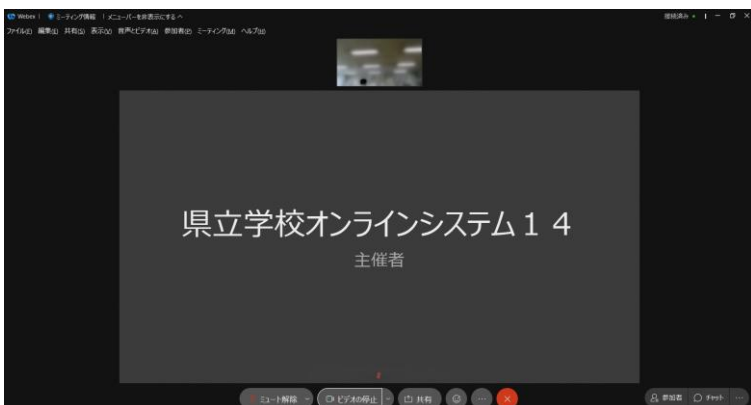 Webex ミーティング情報 メニューバーを非表示にする 接続済み
ファイル(F) 編集(E) 共有(S) 表示(V) 音声とビデオ(A) 参加者(P) ミーティング(M) ヘルプ(H)
県立学校オンラインシステム１４
主催者
ミュート解除 ビデオの停止 共有 参加者 チャット